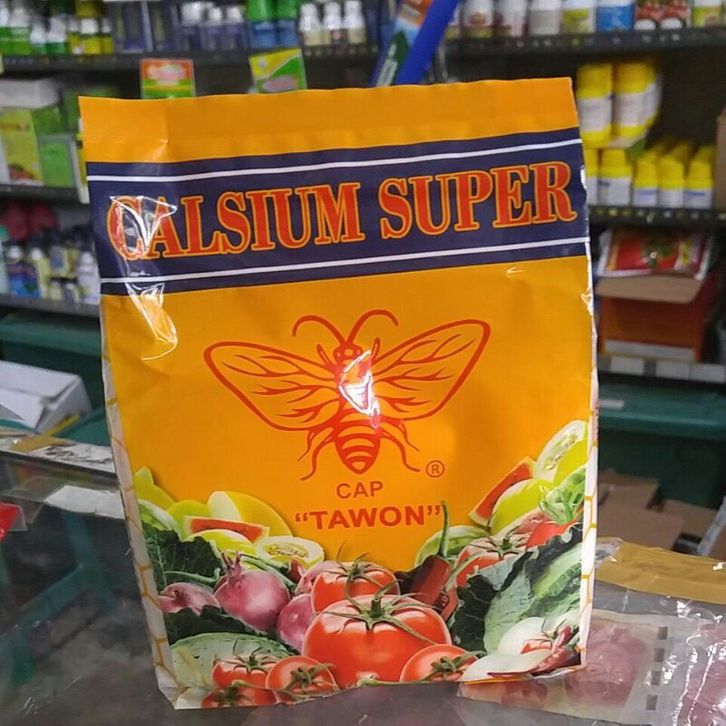 CALSIUM SUPER
®
CAP
“TAWON”